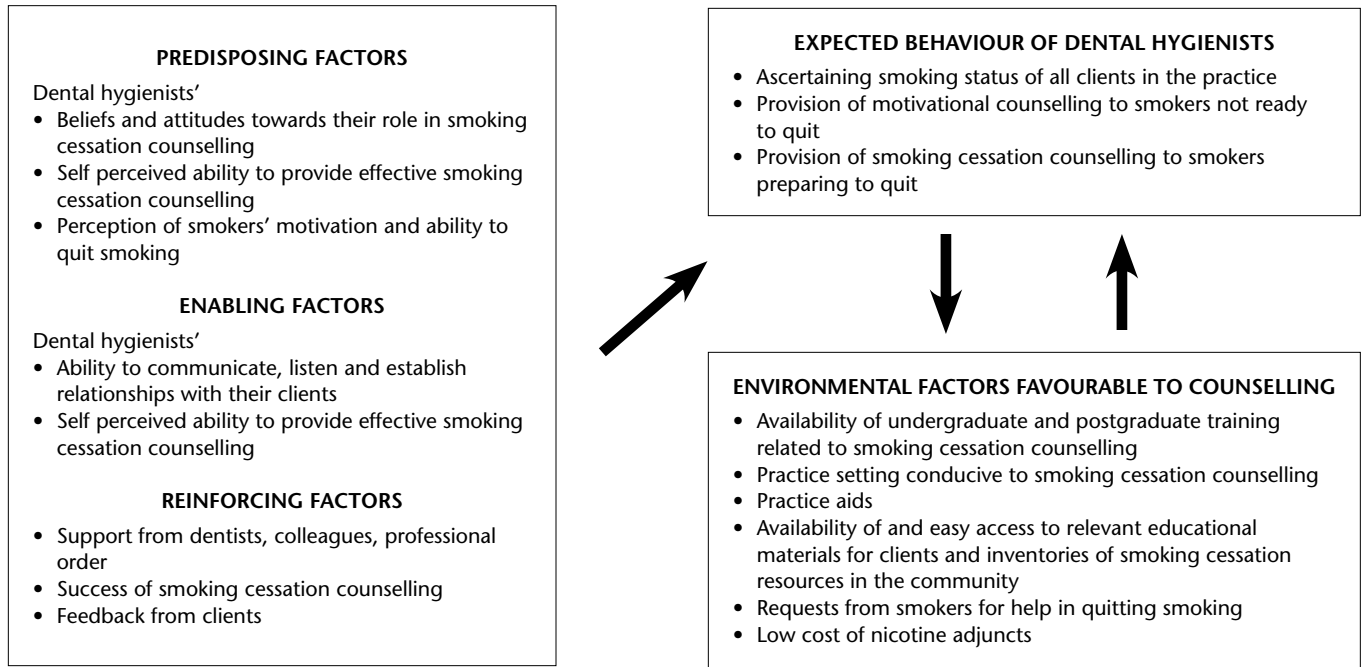 PREDISPOSING FACTORS
Dental hygienists’
• Beliefs and attitudes towards their role in smoking
cessation counselling
• Self perceived ability to provide effective smoking
cessation counselling
• Perception of smokers’ motivation and ability to
quit smoking
ENABLING FACTORS
Dental hygienists’
• Ability to communicate, listen and establish
relationships with their clients
• Self perceived ability to provide effective smoking
cessation counselling
REINFORCING FACTORS
• Support from dentists, colleagues, professional
order
• Success of smoking cessation counselling
• Feedback from clients
EXPECTED BEHAVIOUR OF DENTAL HYGIENISTS
• Ascertaining smoking status of all clients in the practice
• Provision of motivational counselling to smokers not ready
to quit
• Provision of smoking cessation counselling to smokers
preparing to quit
ENVIRONMENTAL FACTORS FAVOURABLE TO COUNSELLING
• Availability of undergraduate and postgraduate training
related to smoking cessation counselling
• Practice setting conducive to smoking cessation counselling
• Practice aids
• Availability of and easy access to relevant educational
materials for clients and inventories of smoking cessation
resources in the community
• Requests from smokers for help in quitting smoking
• Low cost of nicotine adjuncts